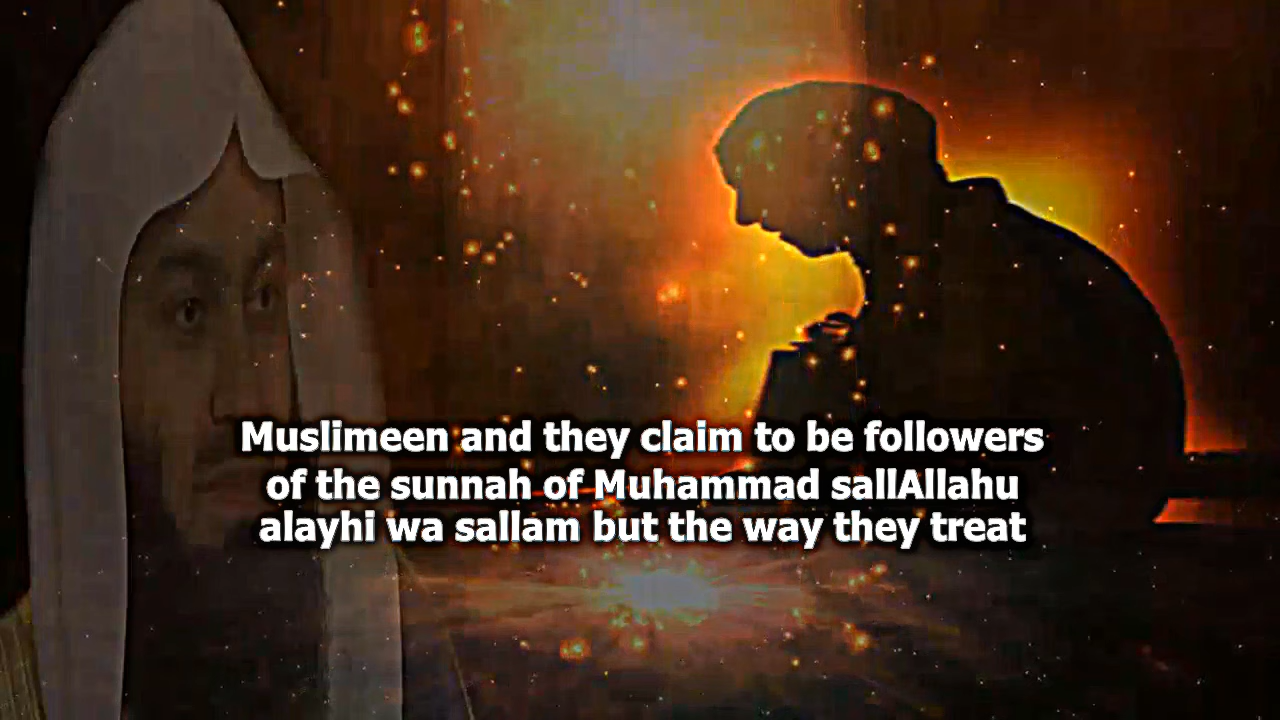 Muslimeen and they claim to be followers
of the sunnah of Muhammad sallAllahu
alayhi wa sallam but the way they treat